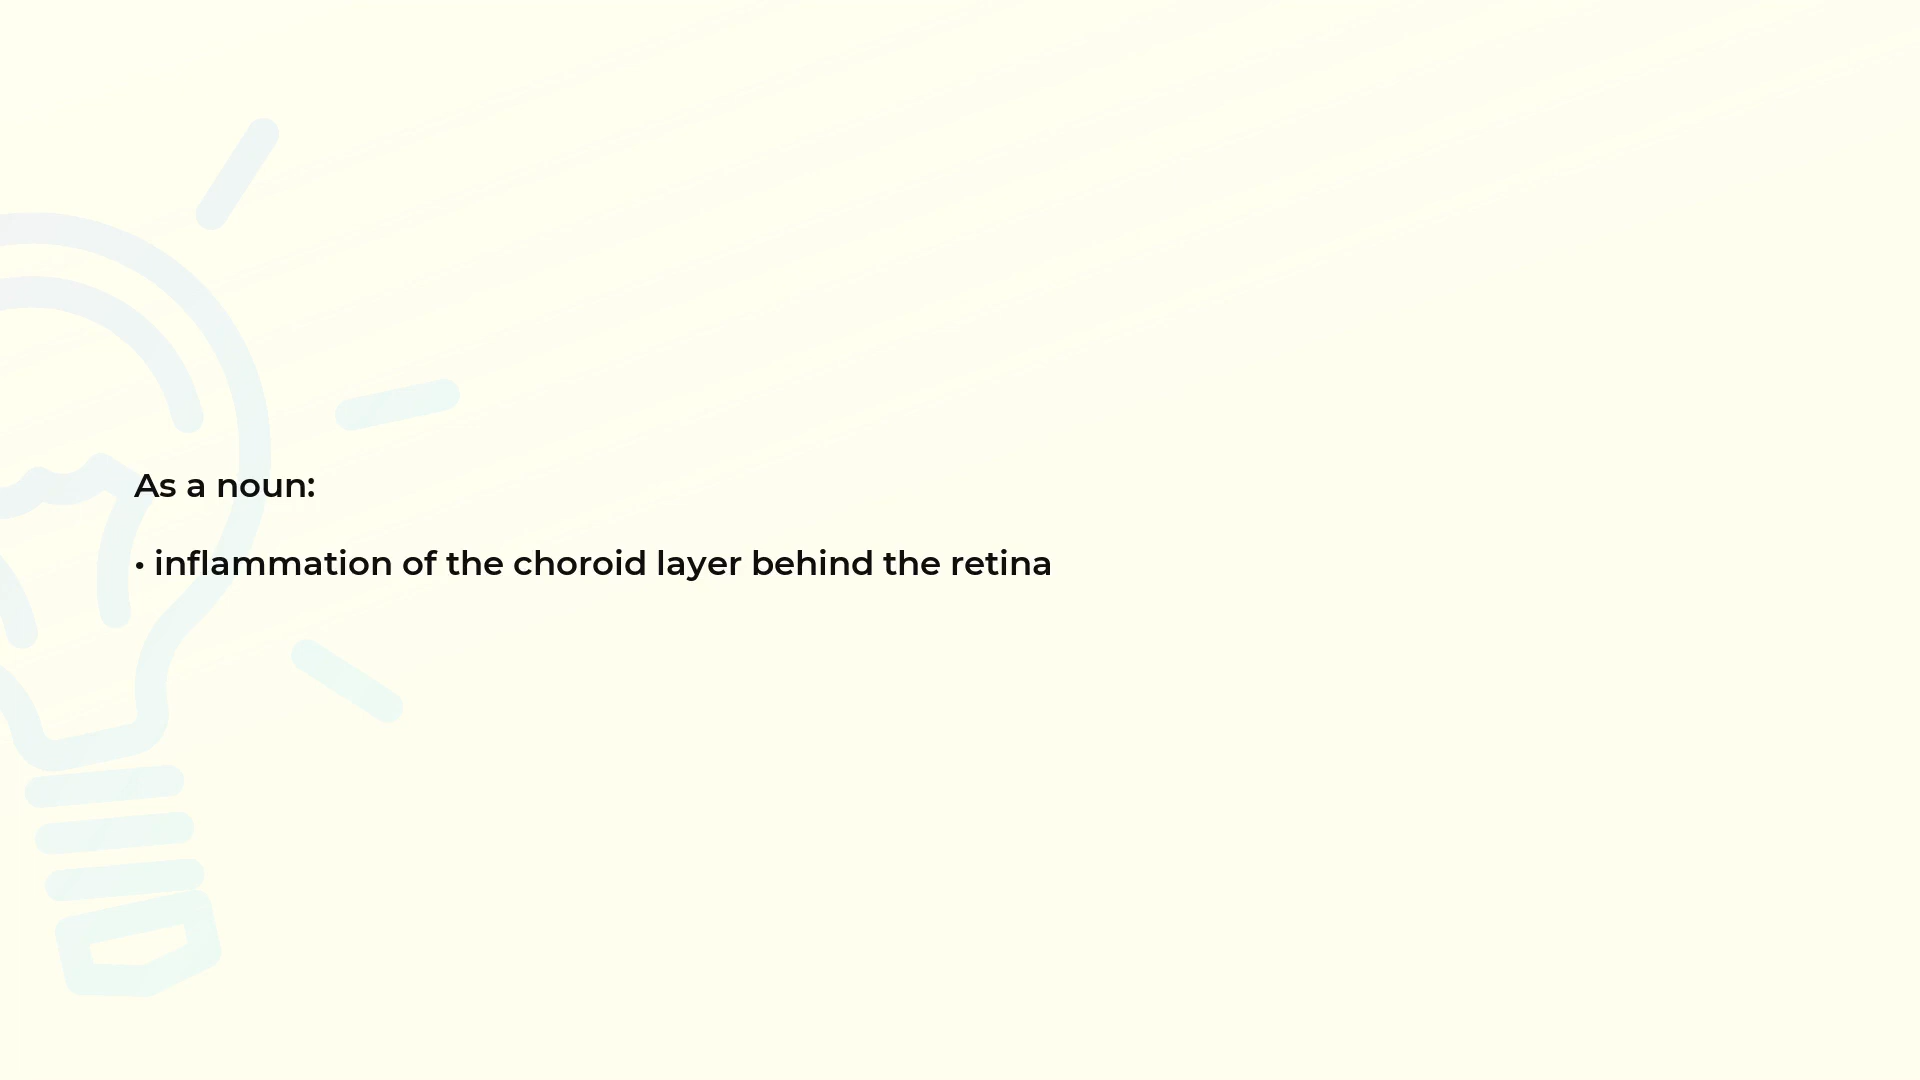 As a noun:
• inflammation of the choroid layer behind the retina